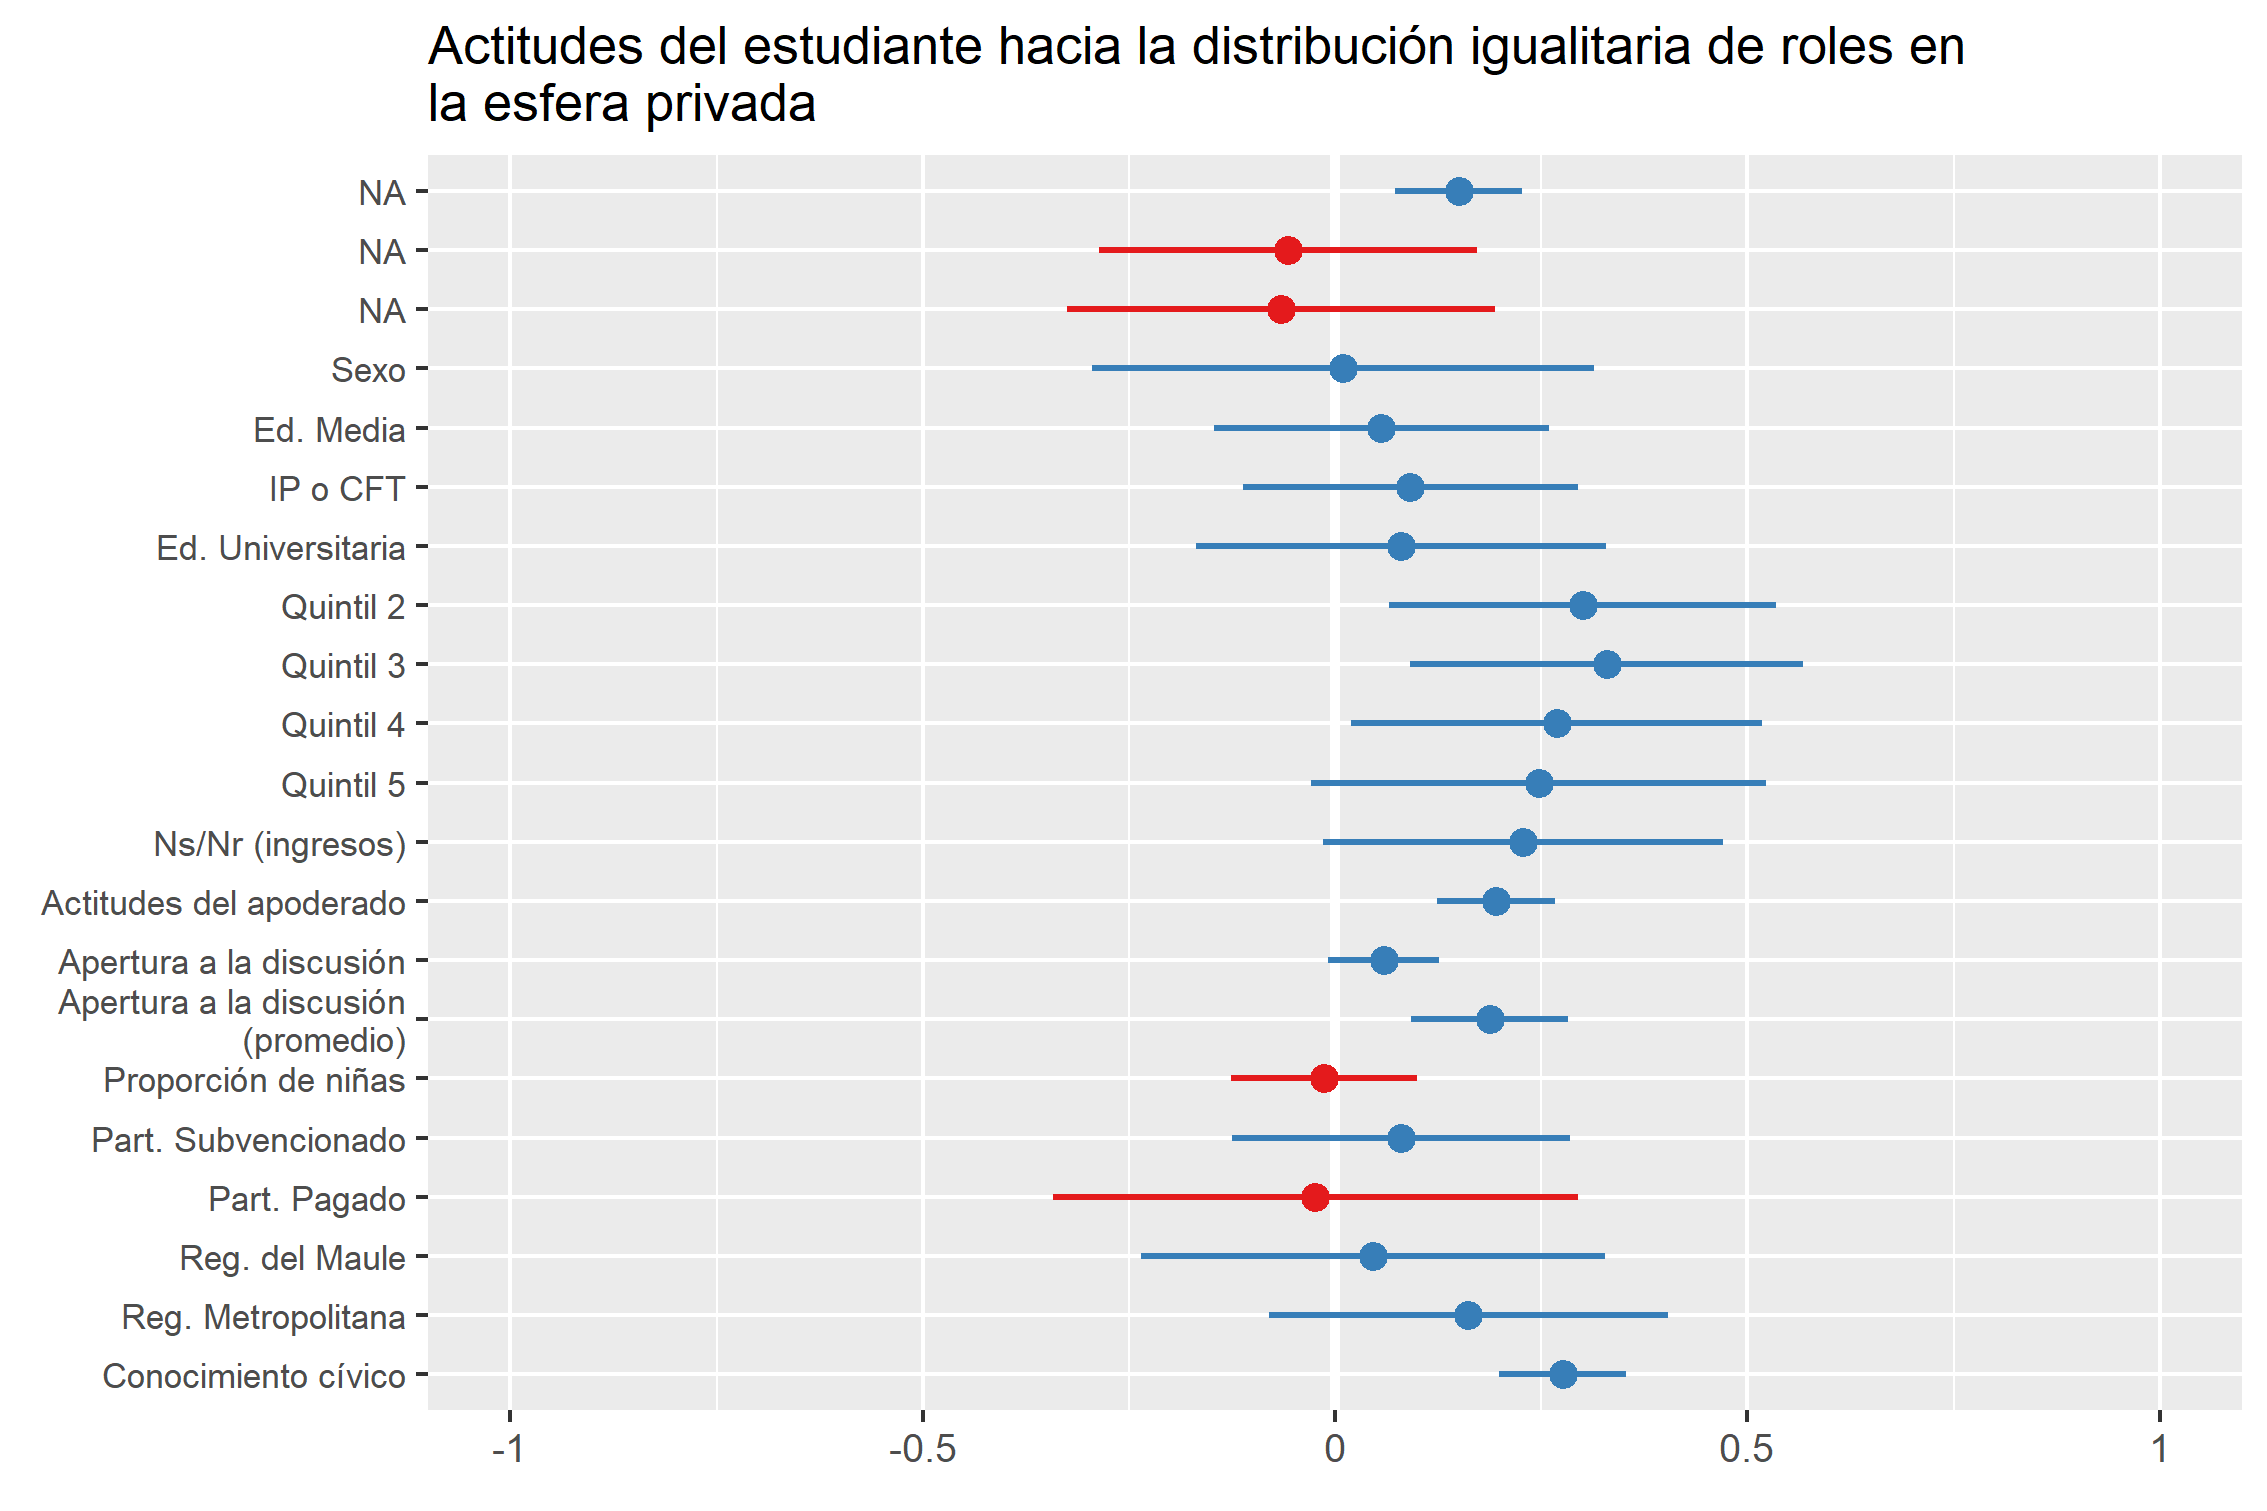 Actitudes del estudiante hacia la distribución igualitaria de roles en
la esfera privada
NA
NA
NA
Sexo
Ed. Media
IP o CFT
Ed. Universitaria
Quintil 2
Quintil 3
Quintil 4
Quintil 5
Ns/Nr (ingresos)
Actitudes del apoderado
Apertura a la discusión
Apertura a la discusión
(promedio)
Proporción de niñas
Part. Subvencionado
Part. Pagado
Reg. del Maule
Reg. Metropolitana
Conocimiento cívico
-1
-0.5
0
0.5
1